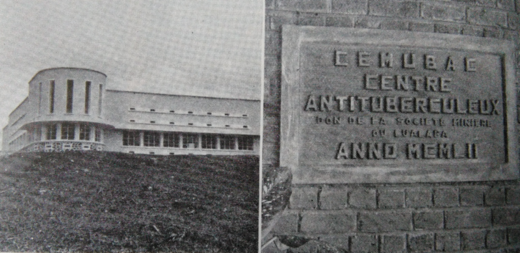 CEMUBAC
CENTRE
ANTITUBERCULEUX
DON DE LA SOCIETE MINIERE
DU LUALABA
ANNO MCMLII